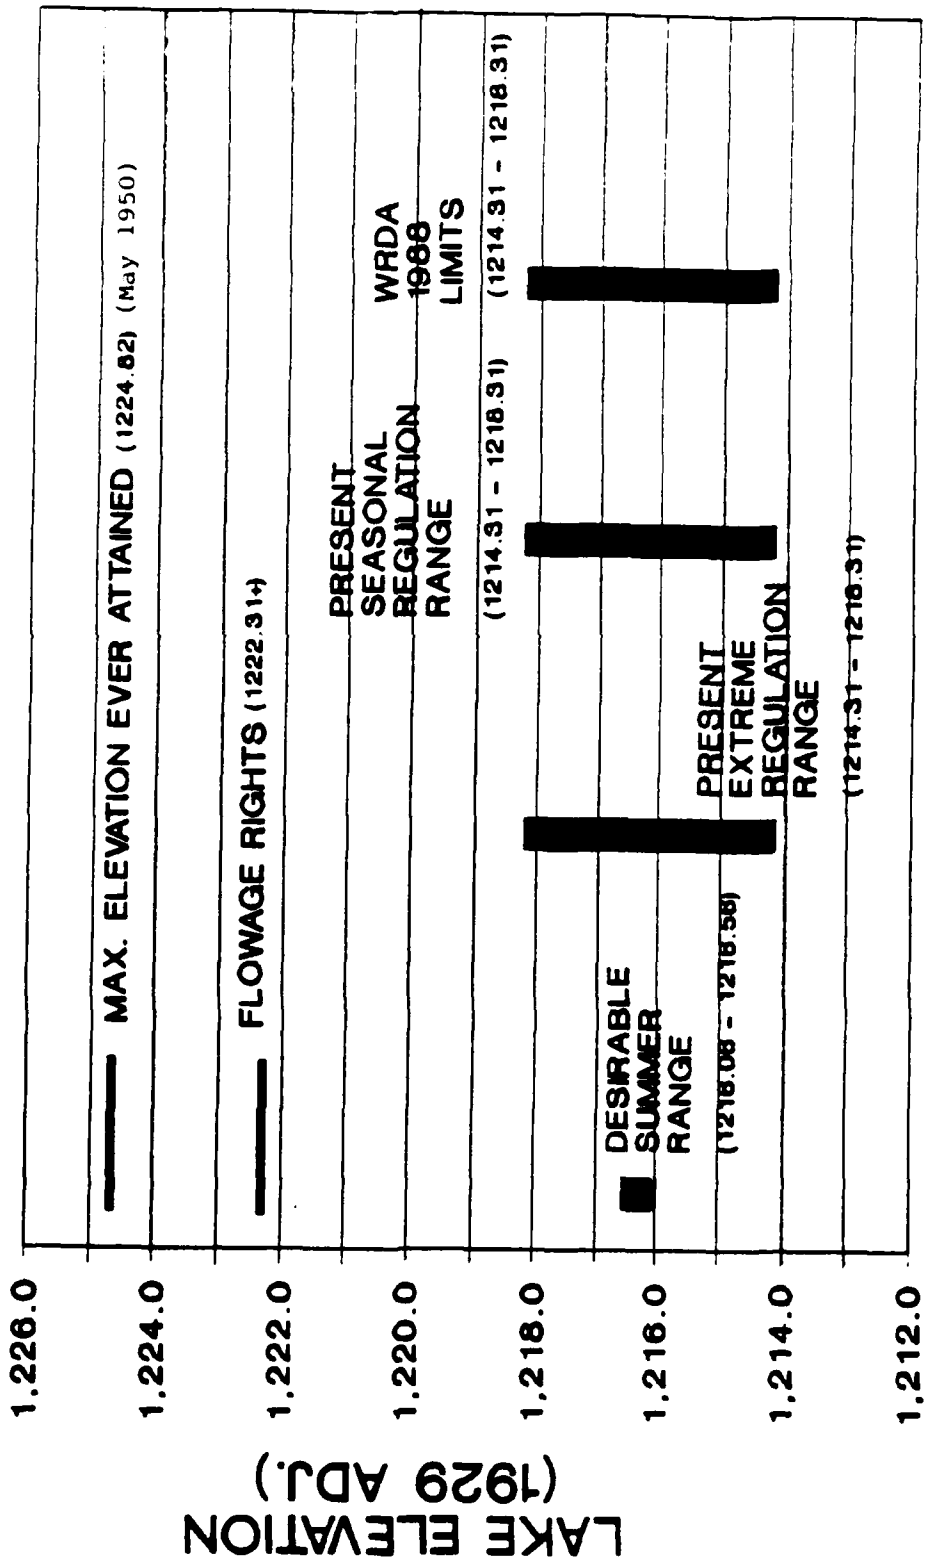 LAKE ELEVATION
(1929 ADJ.)
1,226.0
1,224.0
1,222.0
1,220.0
1,218.0
1,216.0
1,214.0
1,212.0
MAX. ELEVATION EVER ATTAINED (1224.82) (May 1950)
FLOWAGE RIGHTS (1222.31+)
DESIRABLE
SUMMER
RANGE
(1216.06 - 1216.56)
PRESENT
EXTREME
REGULATION
RANGE
(1214.31 - 1218.31)
PRESENT
SEASONAL
REGULATION
RANGE
(1214.31 - 1218.31)
WRDA
1988
LIMITS
(1214.31 - 1218.31)